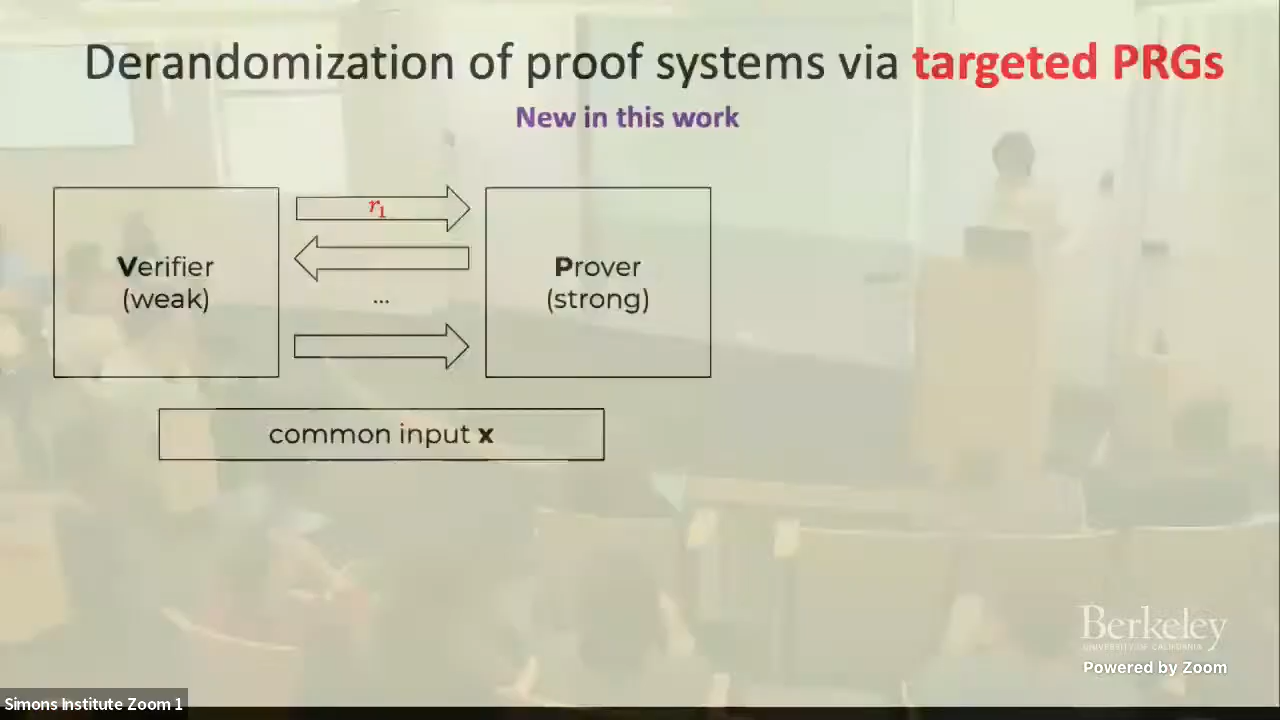 Derandomization of proof systems via targeted PRGs
New in this work
r₁
Verifier
(weak)
...
Prover
(strong)
common input x
Berkeley
UNIVERSITY OF CALIFORNIA
Powered by Zoom
Simons Institute Zoom 1